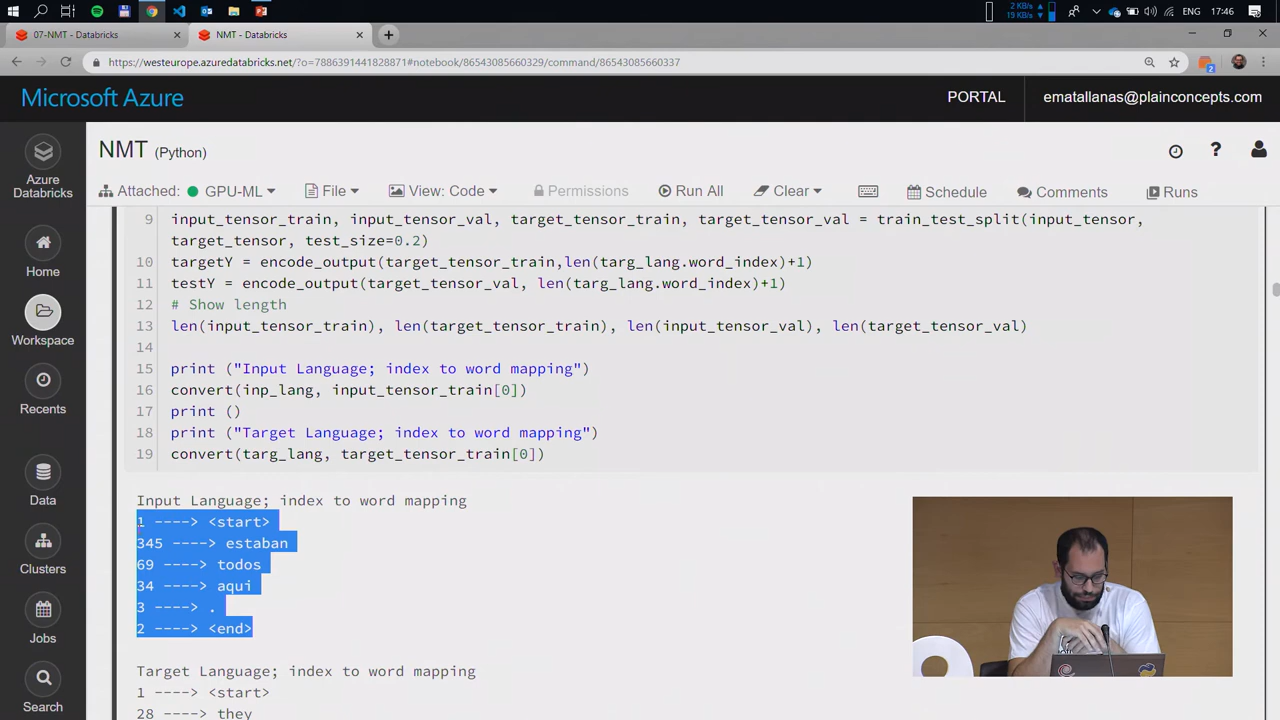 2 KB/s
19 KB/s
ENG
17:46
07-NMT - Databricks
NMT - Databricks
https://westeurope.azuredatabricks.net/?o=7886391441828871#notebook/86543085660329/command/86543085660337
2
Microsoft Azure
PORTAL
ematallanas@plainconcepts.com
Azure
Databricks
Home
Workspace
Recents
Data
Clusters
Jobs
Search
NMT (Python)
Attached: GPU-ML
File
View: Code
Permissions
Run All
Clear
Schedule
Comments
Runs
9 input_tensor_train, input_tensor_val, target_tensor_train, target_tensor_val = train_test_split(input_tensor,
target_tensor, test_size=0.2)
10 targetY = encode_output(target_tensor_train,len(targ_lang.word_index)+1)
11 testY = encode_output(target_tensor_val, len(targ_lang.word_index)+1)
12 # Show length
13 len(input_tensor_train), len(target_tensor_train), len(input_tensor_val), len(target_tensor_val)
14
15 print ("Input Language; index to word mapping")
16 convert(inp_lang, input_tensor_train[0])
17 print ()
18 print ("Target Language; index to word mapping")
19 convert(targ_lang, target_tensor_train[0])
Input Language; index to word mapping
1 ----> <start>
345 ----> estaban
69 ----> todos
34 ----> aqui
3 ----> .
2 ----> <end>
Target Language; index to word mapping
1 ----> <start>
28 ----> they